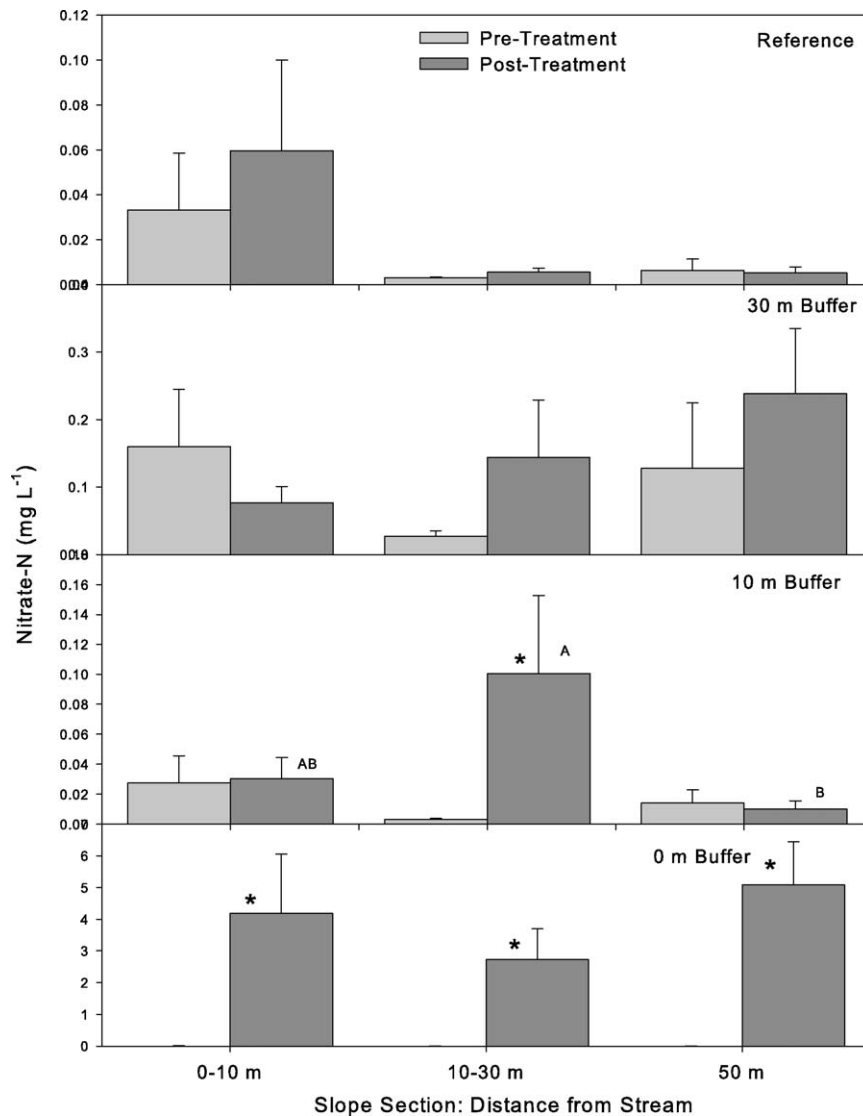 0.12
Pre-Treatment
Reference
0.10
Post-Treatment
0.08
0.06
0.04
0.02
30 m Buffer
0.3
0.2
0.1
10 m Buffer
0.16
0.14
0.12
* A
0.10
0.08
0.06
0.04
AB
0.02
B
0 m Buffer
6
5
4
3
2
1
0
* * *
0-10 m 10-30 m 50 m
Slope Section: Distance from Stream
Nitrate-N (mg L-1)